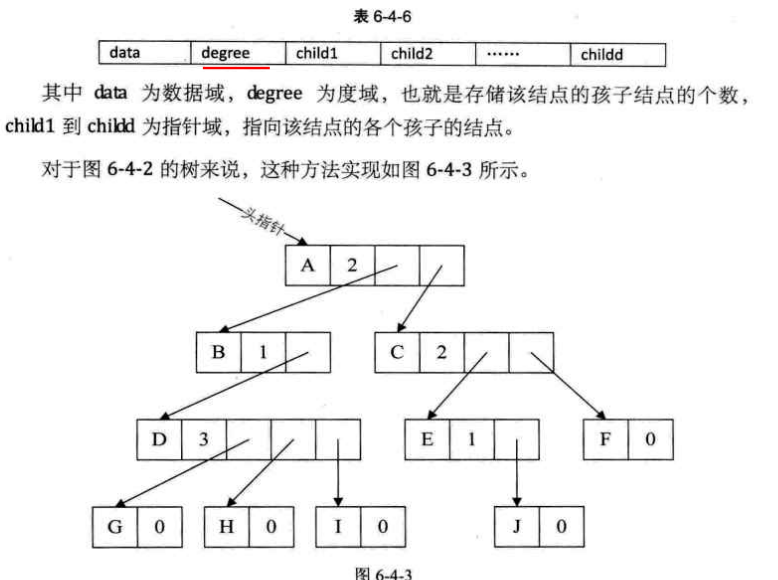 表 6-4-6
data degree child1 child2 …… childd
其中 data 为数据域，degree 为度域，也就是存储该结点的孩子结点的个数，
child1 到 childd 为指针域，指向该结点的各个孩子的结点。
对于图 6-4-2 的树来说，这种方法实现如图 6-4-3 所示。
头指针
A 2
B 1
C 2
D 3
E 1
F 0
G 0
H 0
I 0
J 0
图 6-4-3